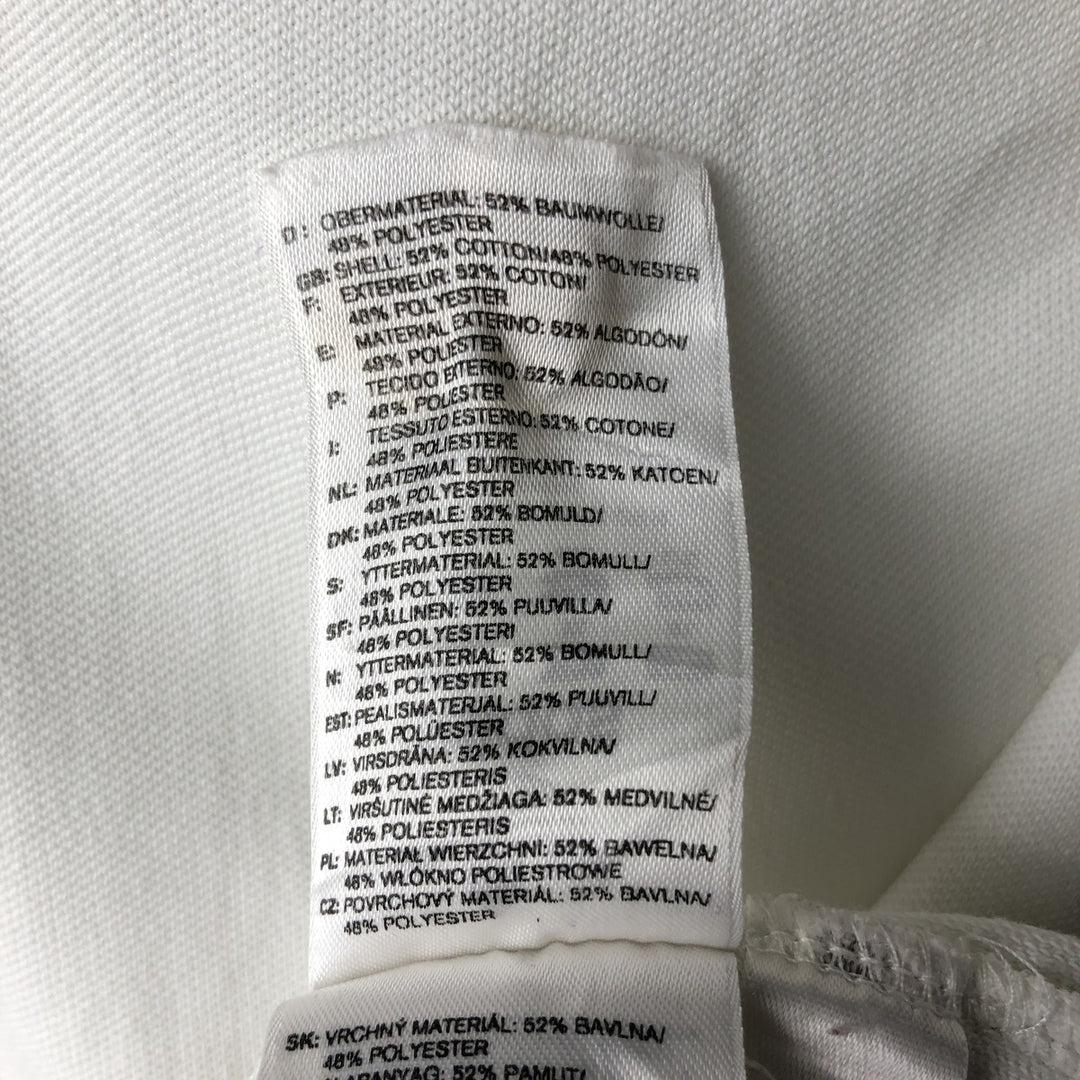 D: OBERMATERIAL: 52% BAUMWOLLE/
48% POLYESTER
GB: SHELL: 52% COTTON/48% POLYESTER
F: EXTERIEUR: 52% COTON/
48% POLYESTER
E: MATERIAL EXTERNO: 52% ALGODÓN/
48% POLIESTER
P: TECIDO EXTERNO: 52% ALGODÃO/
48% POLIESTER
I: TESSUTO ESTERNO: 52% COTONE/
48% POLIESTERE
NL: MATERIAAL BUITENKANT: 52% KATOEN/
48% POLYESTER
DK: MATERIALE: 52% BOMULD/
48% POLYESTER
S: YTTERMATERIAL: 52% BOMULL/
48% POLYESTER
SF: PÄÄLLINEN: 52% PUUVILLA/
48% POLYESTERI
N: YTTERMATERIAL: 52% BOMULL/
48% POLYESTER
EST: PEALISMATERJAL: 52% PUUVILL/
48% POLÜESTER
LV: VIRSDRĀNA: 52% KOKVILNA/
48% POLIESTERIS
LT: VIRŠUTINĖ MEDŽIAGA: 52% MEDVILNĖ/
48% POLIESTERIS
PL: MATERIAŁ WIERZCHNI: 52% BAWEŁNA/
48% WŁÓKNO POLIESTROWE
CZ: POVRCHOVÝ MATERIÁL: 52% BAVLNA/
48% POLYESTER
SK: VRCHNÝ MATERIÁL: 52% BAVLNA/
48% POLYESTER
52% PAMUT/